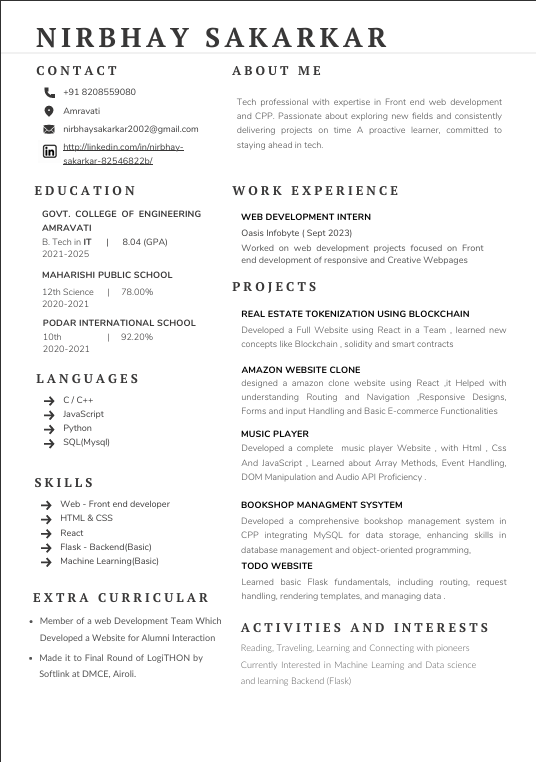 NIRBHAY SAKARKAR
CONTACT
+91 8208559080
Amravati
nirbhaysakarkar2002@gmail.com
http://linkedin.com/in/nirbhay-
sakarkar-82546822b/
EDUCATION
GOVT. COLLEGE OF ENGINEERING
AMRAVATI
B. Tech in IT | 8.04 (GPA)
2021-2025
MAHARISHI PUBLIC SCHOOL
12th Science | 78.00%
2020-2021
PODAR INTERNATIONAL SCHOOL
10th | 92.20%
2020-2021
LANGUAGES
C / C++
JavaScript
Python
SQL(Mysql)
SKILLS
Web - Front end developer
HTML & CSS
React
Flask - Backend(Basic)
Machine Learning(Basic)
EXTRA CURRICULAR
• Member of a web Development Team Which
Developed a Website for Alumni Interaction
• Made it to Final Round of LogiTHON by
Softlink at DMCE, Airoli.
ABOUT ME
Tech professional with expertise in Front end web development
and CPP. Passionate about exploring new fields and consistently
delivering projects on time A proactive learner, committed to
staying ahead in tech.
WORK EXPERIENCE
WEB DEVELOPMENT INTERN
Oasis Infobyte ( Sept 2023)
Worked on web development projects focused on Front
end development of responsive and Creative Webpages
PROJECTS
REAL ESTATE TOKENIZATION USING BLOCKCHAIN
Developed a Full Website using React in a Team , learned new
concepts like Blockchain , solidity and smart contracts
AMAZON WEBSITE CLONE
designed a amazon clone website using React ,it Helped with
understanding Routing and Navigation ,Responsive Designs,
Forms and input Handling and Basic E-commerce Functionalities
MUSIC PLAYER
Developed a complete music player Website , with Html , Css
And JavaScript , Learned about Array Methods, Event Handling,
DOM Manipulation and Audio API Proficiency .
BOOKSHOP MANAGMENT SYSYTEM
Developed a comprehensive bookshop management system in
CPP integrating MySQL for data storage, enhancing skills in
database management and object-oriented programming,
TODO WEBSITE
Learned basic Flask fundamentals, including routing, request
handling, rendering templates, and managing data .
ACTIVITIES AND INTERESTS
Reading, Traveling, Learning and Connecting with pioneers
Currently Interested in Machine Learning and Data science
and learning Backend (Flask)